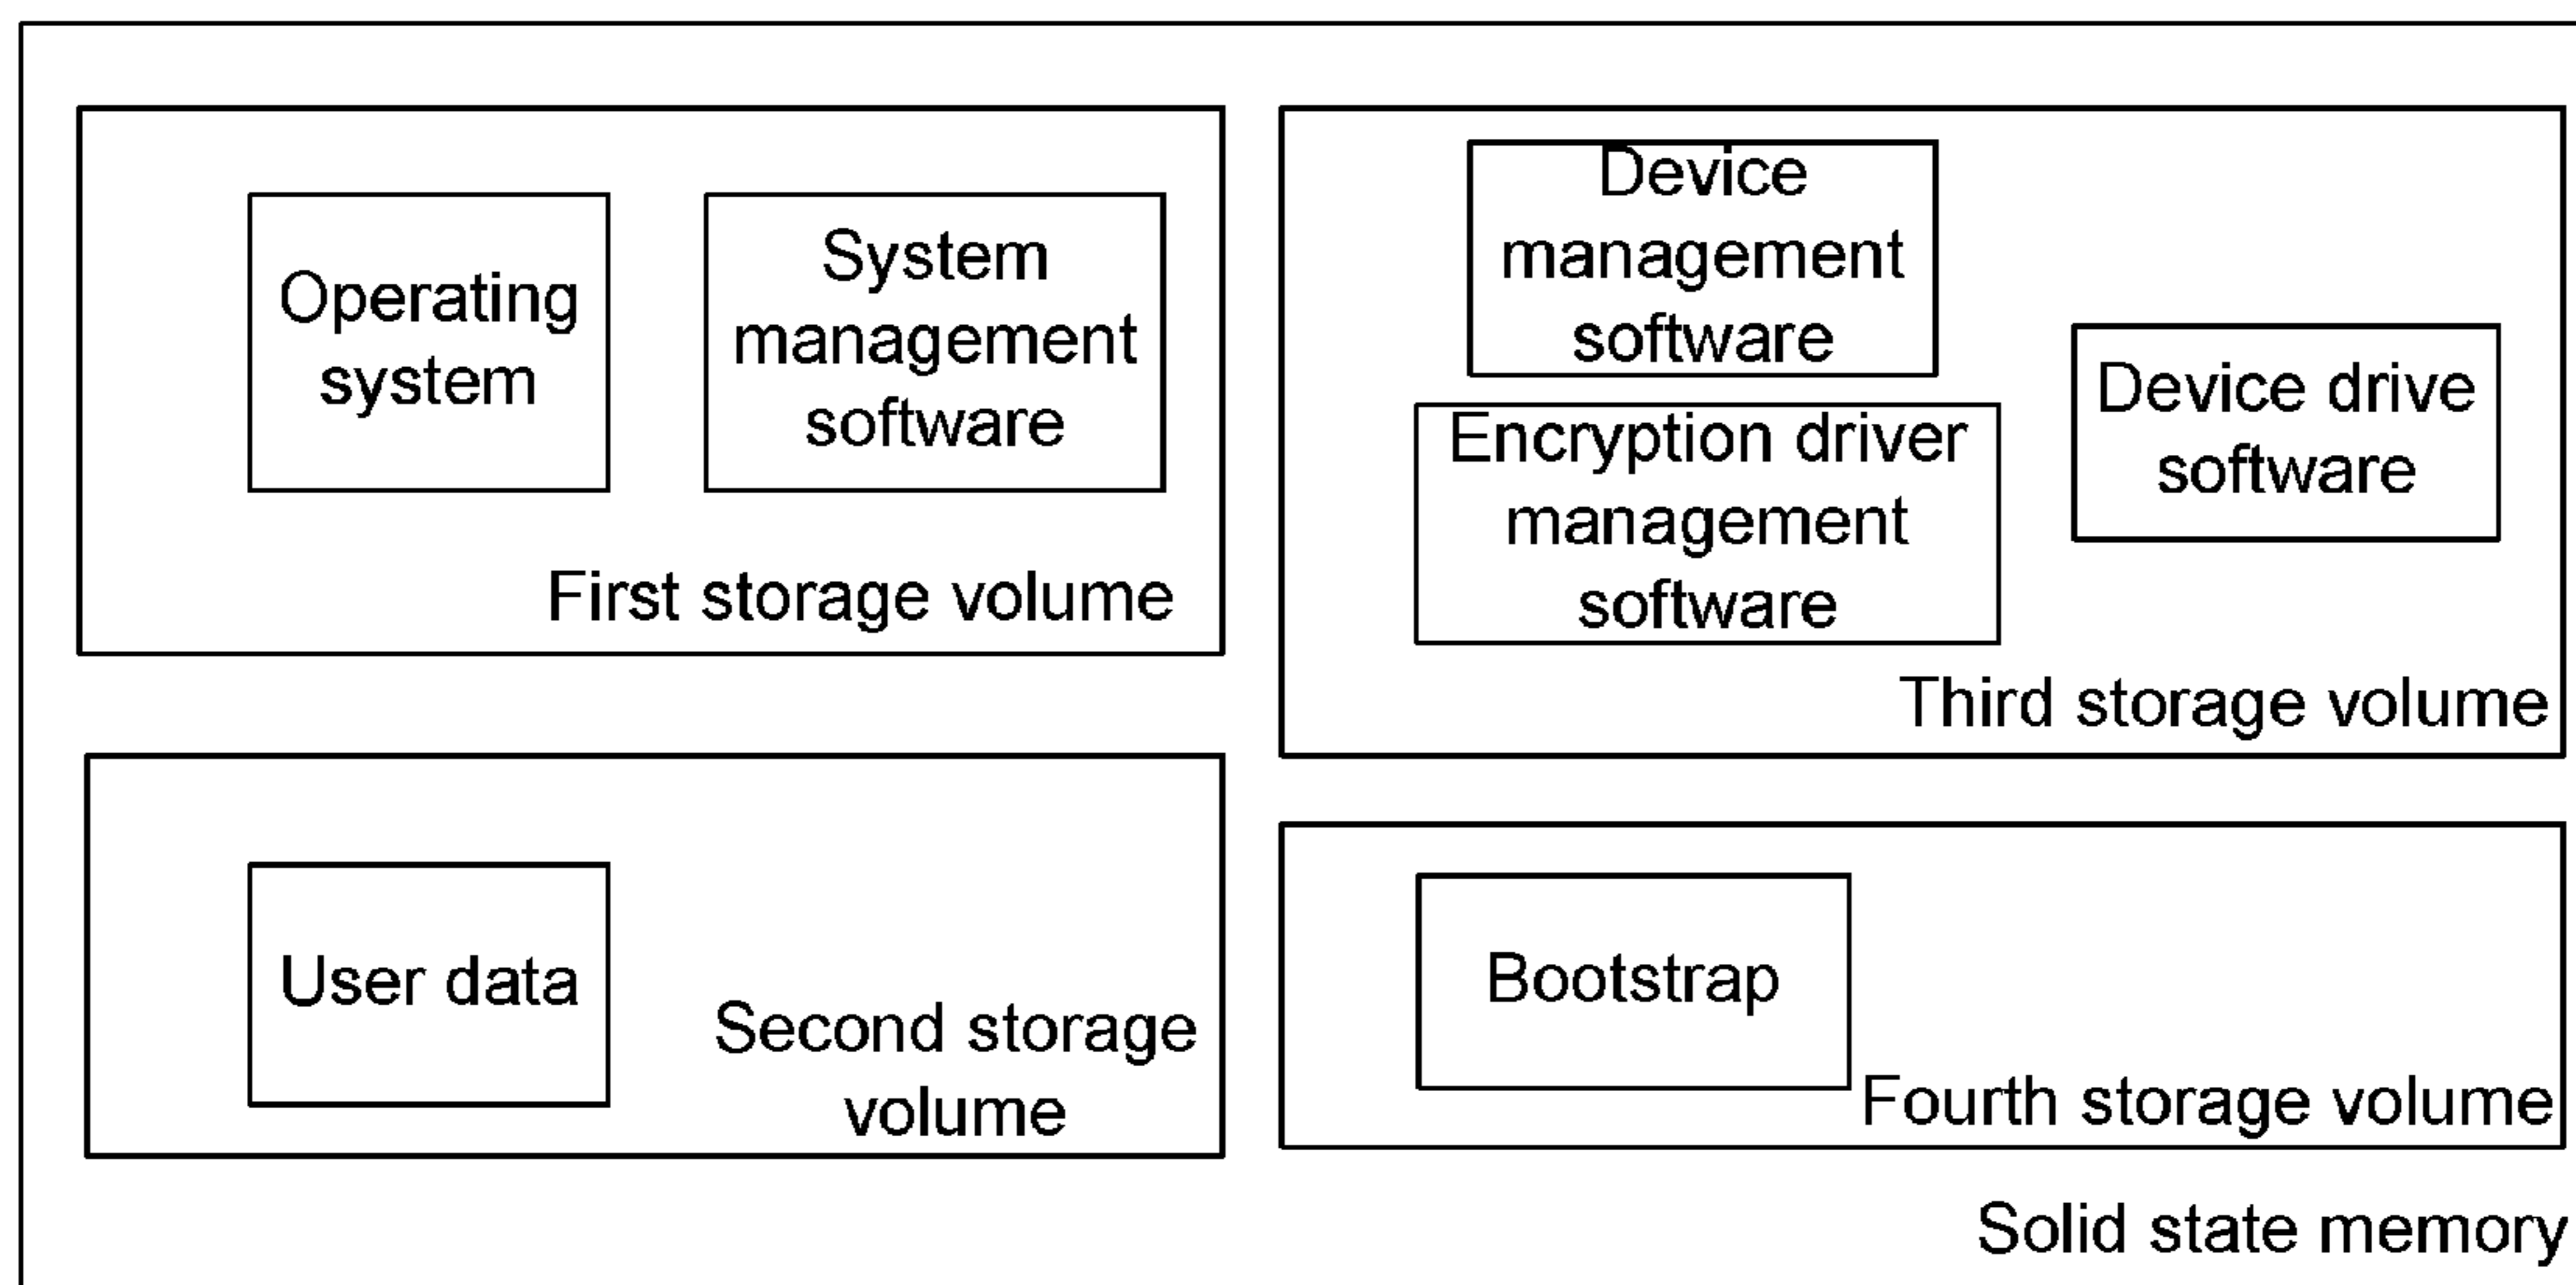 Operating
system
System
management
software
First storage volume
Device
management
software
Encryption driver
management
software
Device drive
software
Third storage volume
User data
Second storage
volume
Bootstrap
Fourth storage volume
Solid state memory